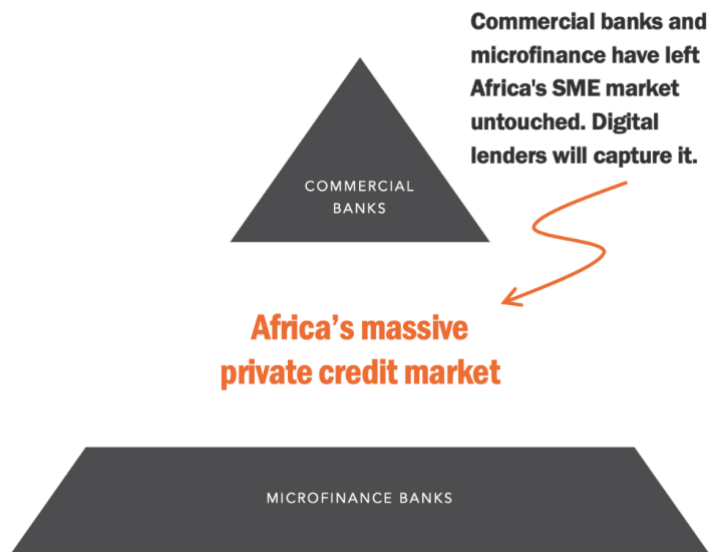 Commercial banks and
microfinance have left
Africa's SME market
untouched. Digital
lenders will capture it.
COMMERCIAL
BANKS
Africa’s massive
private credit market
MICROFINANCE BANKS